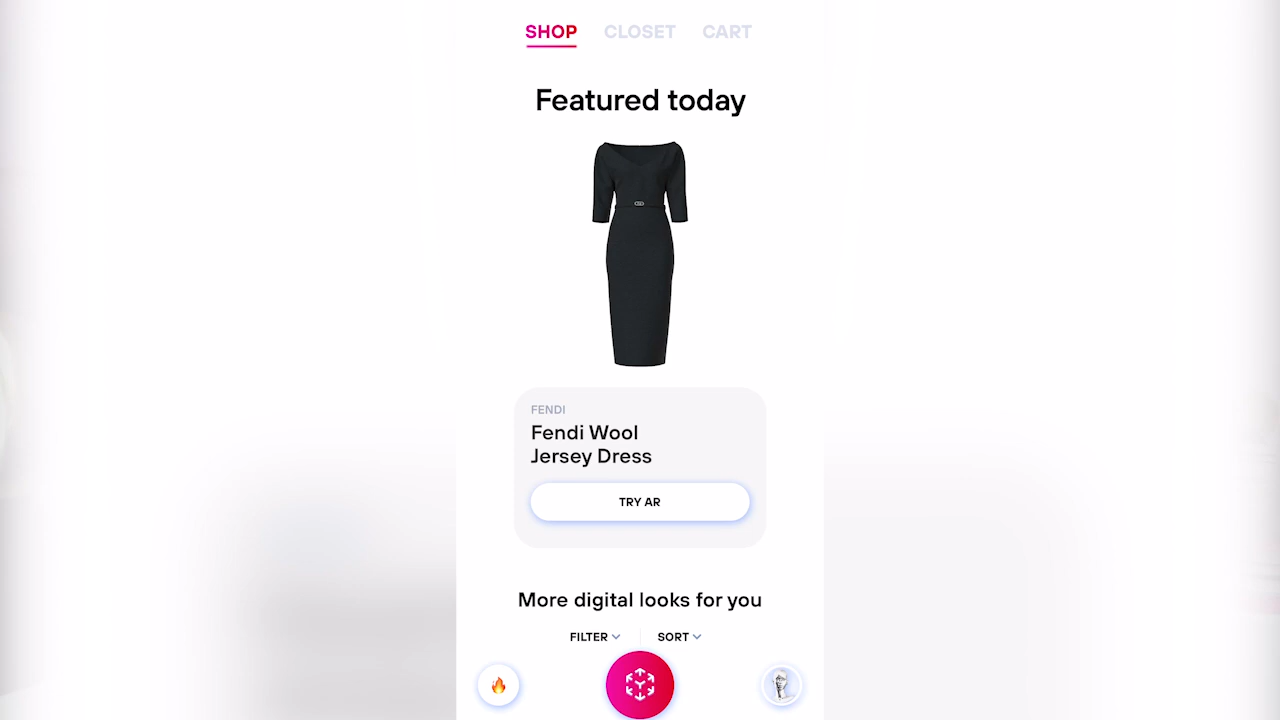 SHOP CLOSET CART
Featured today
FENDI
Fendi Wool
Jersey Dress
TRY AR
More digital looks for you
FILTER SORT